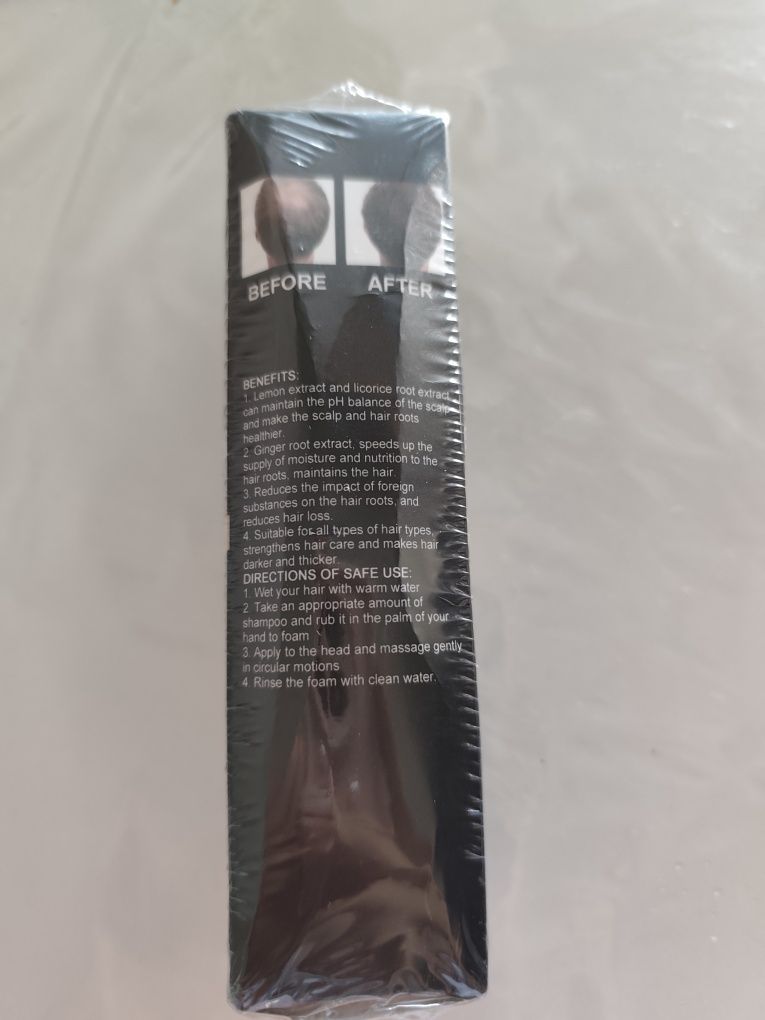 BEFORE AFTER
BENEFITS:
1. Lemon extract and licorice root extract
can maintain the pH balance of the scalp
and make the scalp and hair roots
healthier.
2. Ginger root extract, speeds up the
supply of moisture and nutrition to the
hair roots, maintains the hair.
3. Reduces the impact of foreign
substances on the hair roots, and
reduces hair loss.
4. Suitable for all types of hair types,
strengthens hair care and makes hair
darker and thicker.
DIRECTIONS OF SAFE USE:
1. Wet your hair with warm water
2. Take an appropriate amount of
shampoo and rub it in the palm of your
hand to foam
3. Apply to the head and massage gently
in circular motions
4. Rinse the foam with clean water.